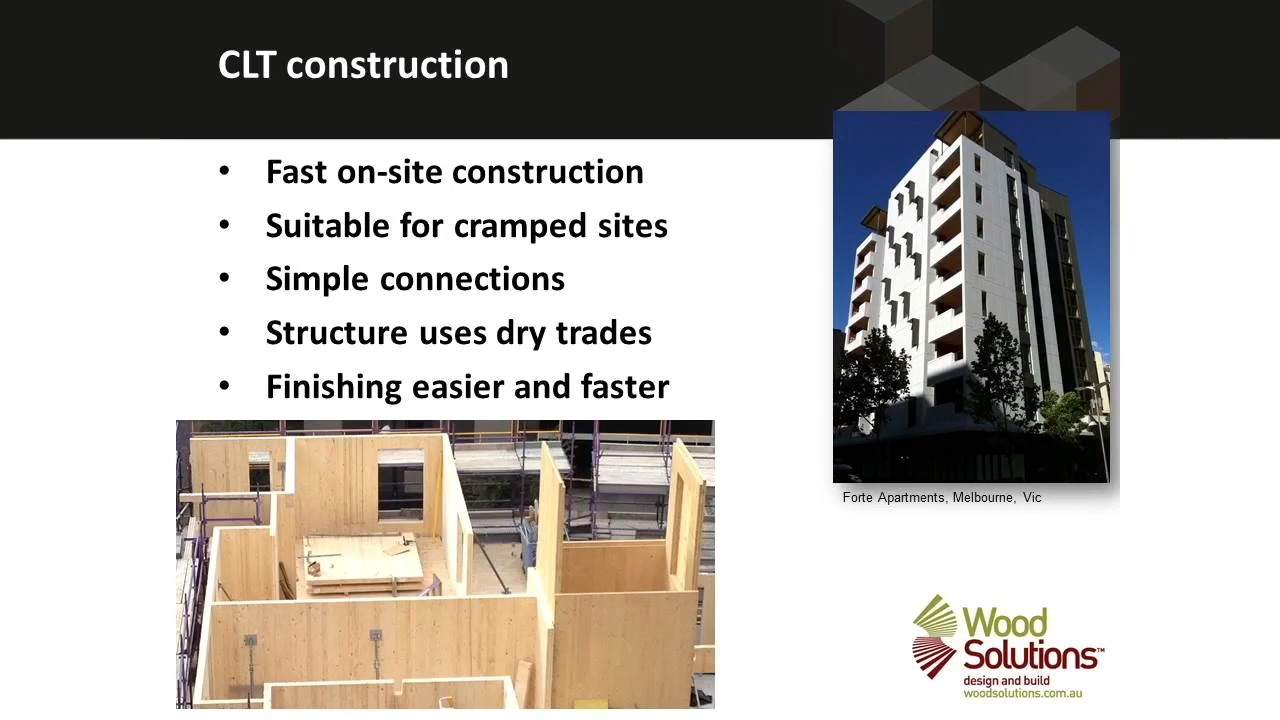 CLT construction
• Fast on-site construction
• Suitable for cramped sites
• Simple connections
• Structure uses dry trades
• Finishing easier and faster
Forte Apartments, Melbourne, Vic
Wood
Solutions™
design and build
woodsolutions.com.au